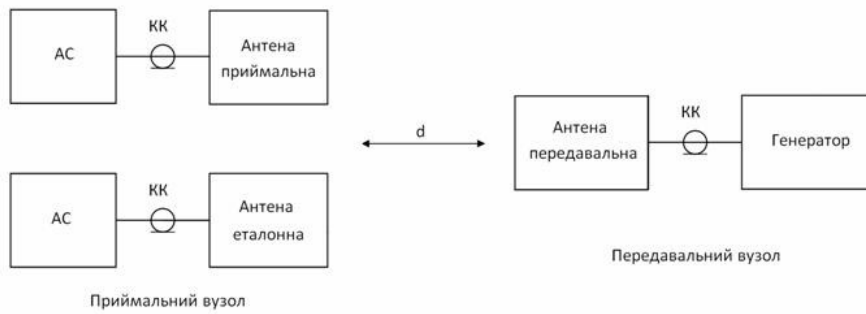 АС
КК
Антена
приймальна
АС
КК
Антена
еталонна
Приймальний вузол
d
Антена
передавальна
КК
Генератор
Передавальний вузол